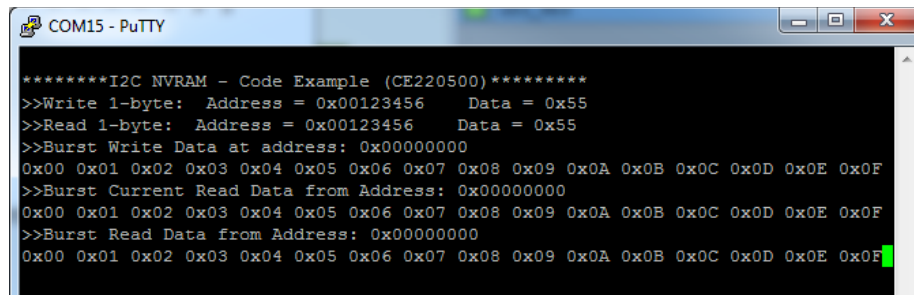 COM15 - PuTTY
********I2C NVRAM - Code Example (CE220500)*********
>>Write 1-byte:  Address = 0x00123456    Data = 0x55
>>Read 1-byte:  Address = 0x00123456    Data = 0x55
>>Burst Write Data at address: 0x00000000
0x00 0x01 0x02 0x03 0x04 0x05 0x06 0x07 0x08 0x09 0x0A 0x0B 0x0C 0x0D 0x0E 0x0F
>>Burst Current Read Data from Address: 0x00000000
0x00 0x01 0x02 0x03 0x04 0x05 0x06 0x07 0x08 0x09 0x0A 0x0B 0x0C 0x0D 0x0E 0x0F
>>Burst Read Data from Address: 0x00000000
0x00 0x01 0x02 0x03 0x04 0x05 0x06 0x07 0x08 0x09 0x0A 0x0B 0x0C 0x0D 0x0E 0x0F